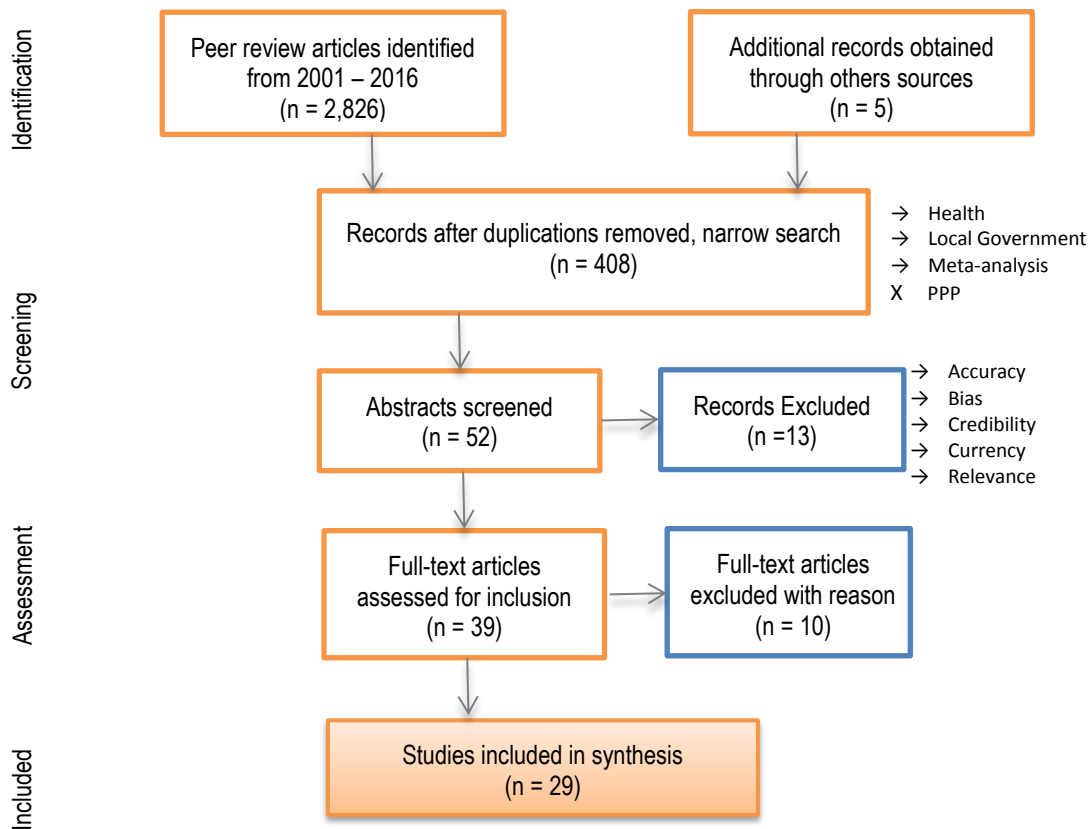 Identification
Peer review articles identified
from 2001 – 2016
(n = 2,826)
Additional records obtained
through others sources
(n = 5)
Screening
Records after duplications removed, narrow search
(n = 408)
→ Health
→ Local Government
→ Meta-analysis
X PPP
Abstracts screened
(n = 52)
Records Excluded
(n =13)
→ Accuracy
→ Bias
→ Credibility
→ Currency
→ Relevance
Assessment
Full-text articles
assessed for inclusion
(n = 39)
Full-text articles
excluded with reason
(n = 10)
Included
Studies included in synthesis
(n = 29)